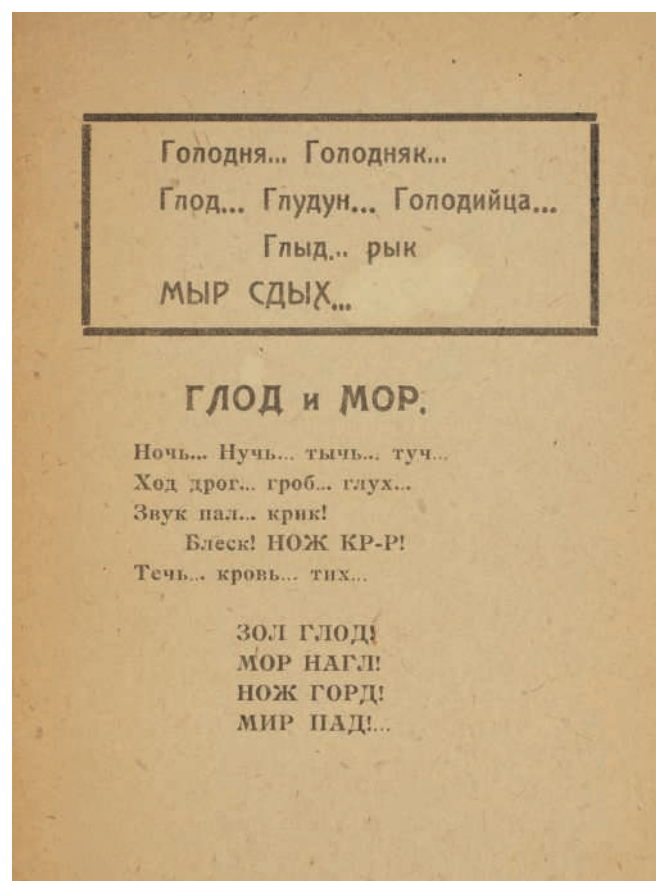 Голодня... Голодняк...
Глод... Глудун... Голодийца...
Глыд... рык
МЫР СДЫХ...
ГЛОД и МОР.
Ночь... Нучь... тычь... туч...
Ход дрог... гроб... глух...
Звук пал... крик!
Блеск! НОЖ КР-Р!
Течь... кровь... тих...
ЗОЛ ГЛОД!
МОР НАГЛ!
НОЖ ГОРД!
МИР ПАД!...